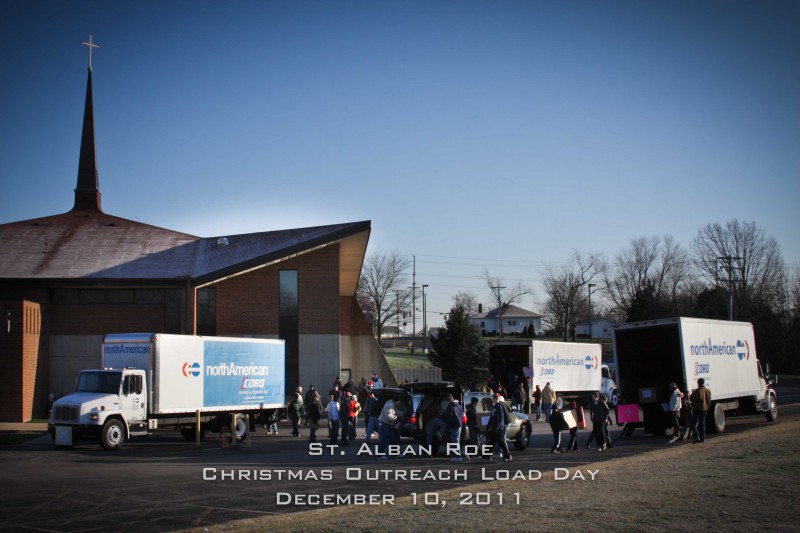 northAmerican
northAmerican
CORD
northAmerican
CORD
northAmerican
CORD
St. Alban Roe
Christmas Outreach Load Day
December 10, 2011